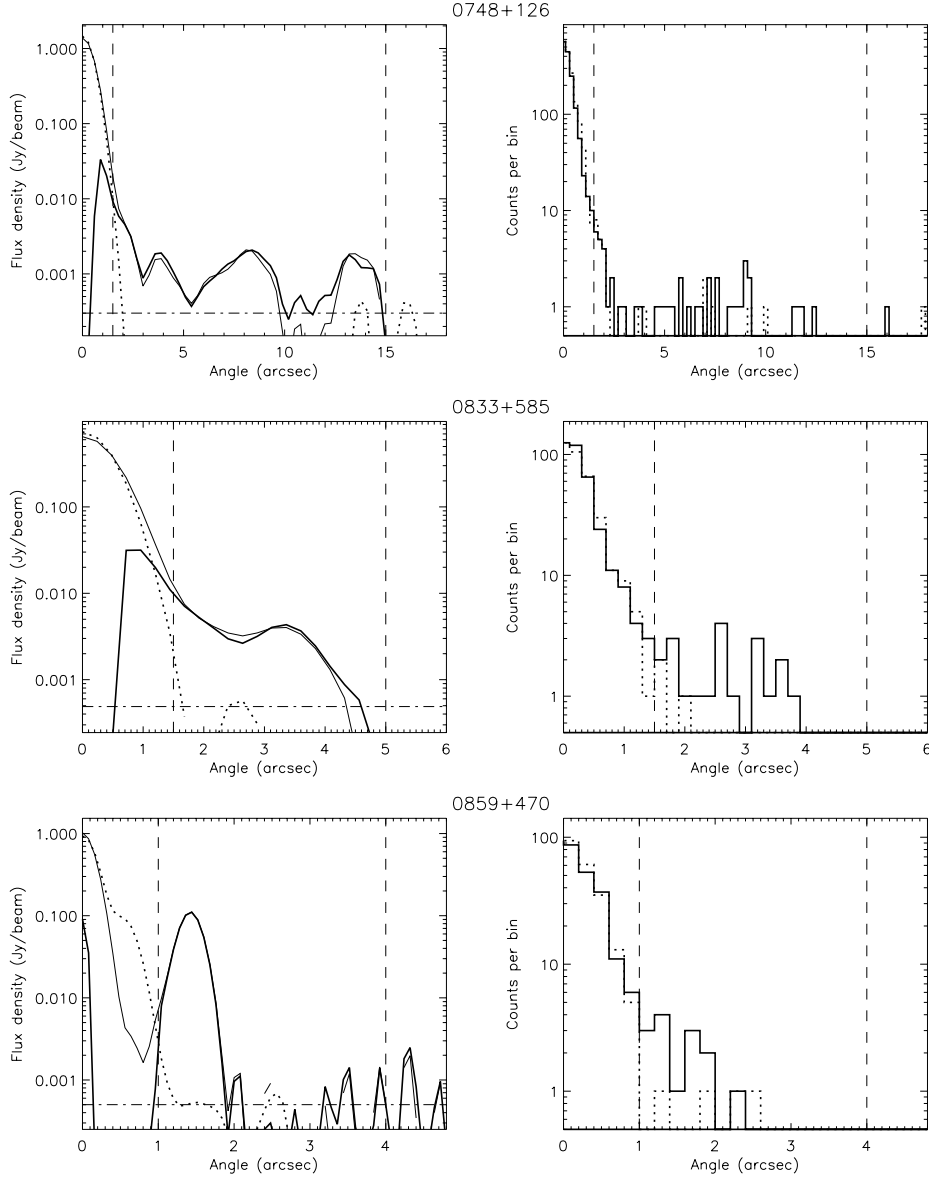 0748+126
Flux density (Jy/beam)
1.000
0.100
0.010
0.001
0 5 10 15
Angle (arcsec)
Counts per bin
100
10
1
0 5 10 15
Angle (arcsec)
0833+585
Flux density (Jy/beam)
0.100
0.010
0.001
0 1 2 3 4 5 6
Angle (arcsec)
Counts per bin
100
10
1
0 1 2 3 4 5 6
Angle (arcsec)
0859+470
Flux density (Jy/beam)
1.000
0.100
0.010
0.001
0 1 2 3 4
Angle (arcsec)
Counts per bin
100
10
1
0 1 2 3 4
Angle (arcsec)